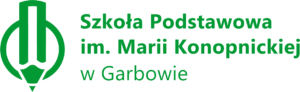 Szkoła Podstawowa
im. Marii Konopnickiej
w Garbowie